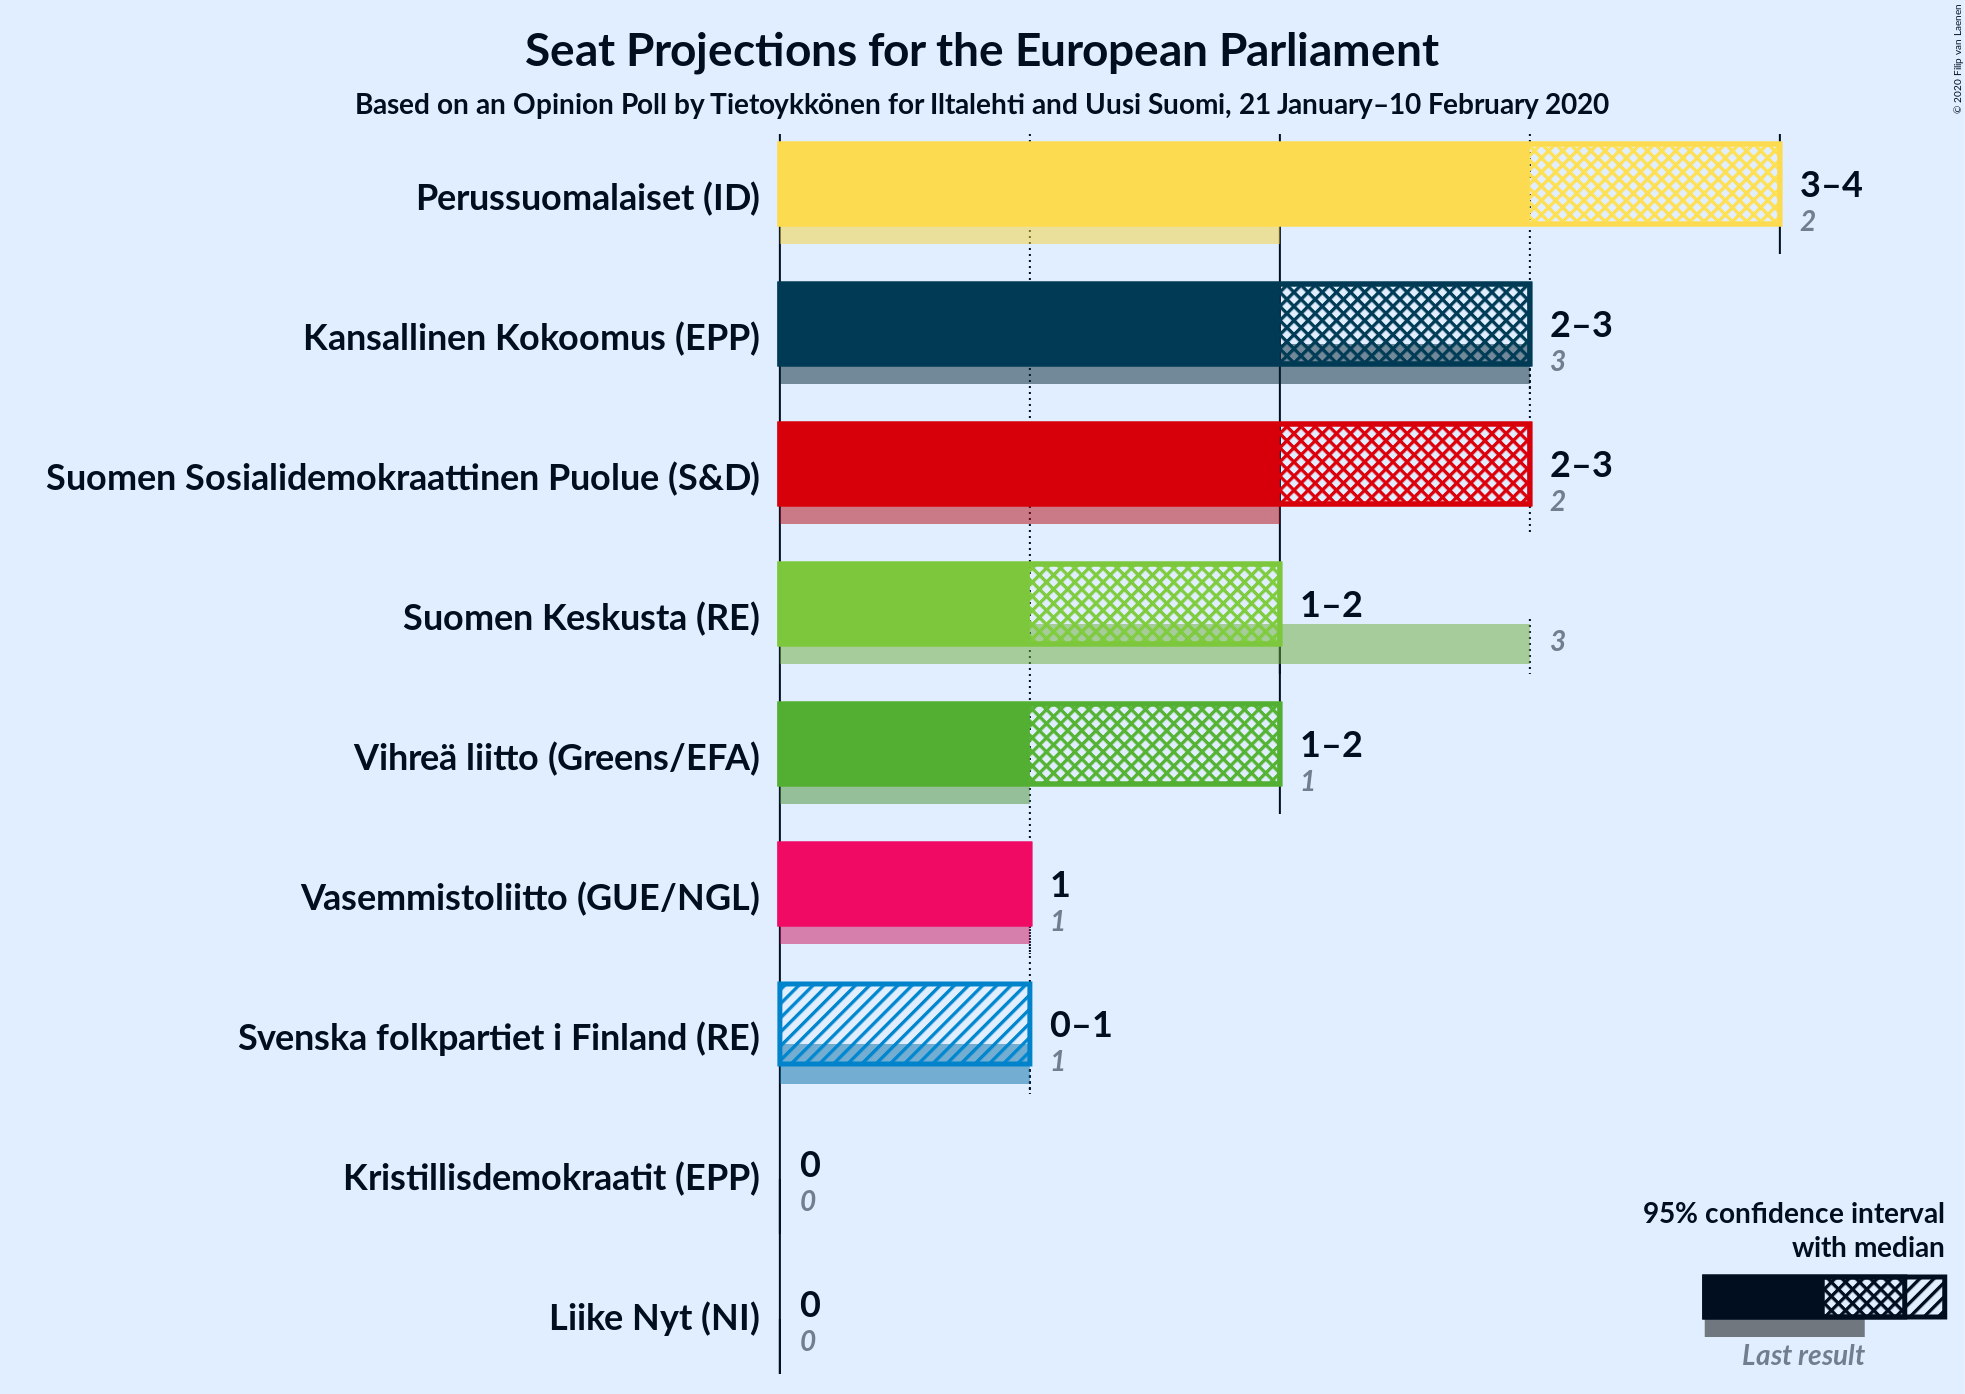 Seat Projections for the European Parliament
Based on an Opinion Poll by Tietoykkönen for Iltalehti and Uusi Suomi, 21 January–10 February 2020
© 2020 Filip van Laenen
Perussuomalaiset (ID)
3–4
2
Kansallinen Kokoomus (EPP)
2–3
3
Suomen Sosialidemokraattinen Puolue (S&D)
2–3
2
Suomen Keskusta (RE)
1–2
3
Vihreä liitto (Greens/EFA)
1–2
1
Vasemmistoliitto (GUE/NGL)
1
1
Svenska folkpartiet i Finland (RE)
0–1
1
Kristillisdemokraatit (EPP)
0
0
Liike Nyt (NI)
0
0
95% confidence interval
with median
Last result